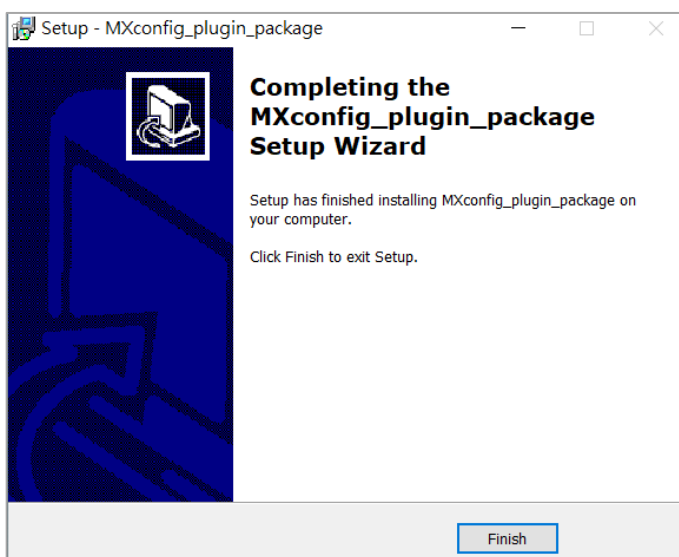 Setup - MXconfig_plugin_package
Completing the
MXconfig_plugin_package
Setup Wizard
Setup has finished installing MXconfig_plugin_package on
your computer.
Click Finish to exit Setup.
Finish